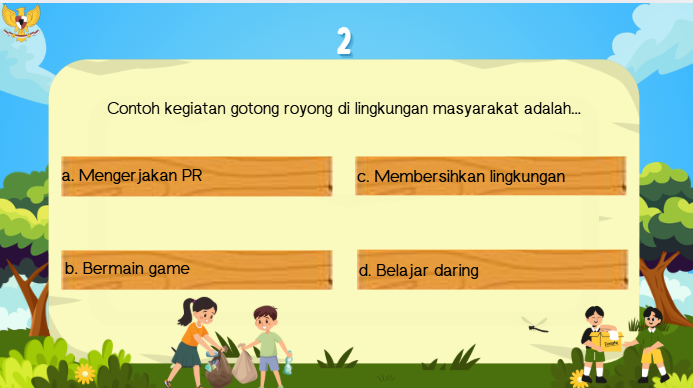 2
Contoh kegiatan gotong royong di lingkungan masyarakat adalah...
a. Mengerjakan PR
c. Membersihkan lingkungan
b. Bermain game
d. Belajar daring